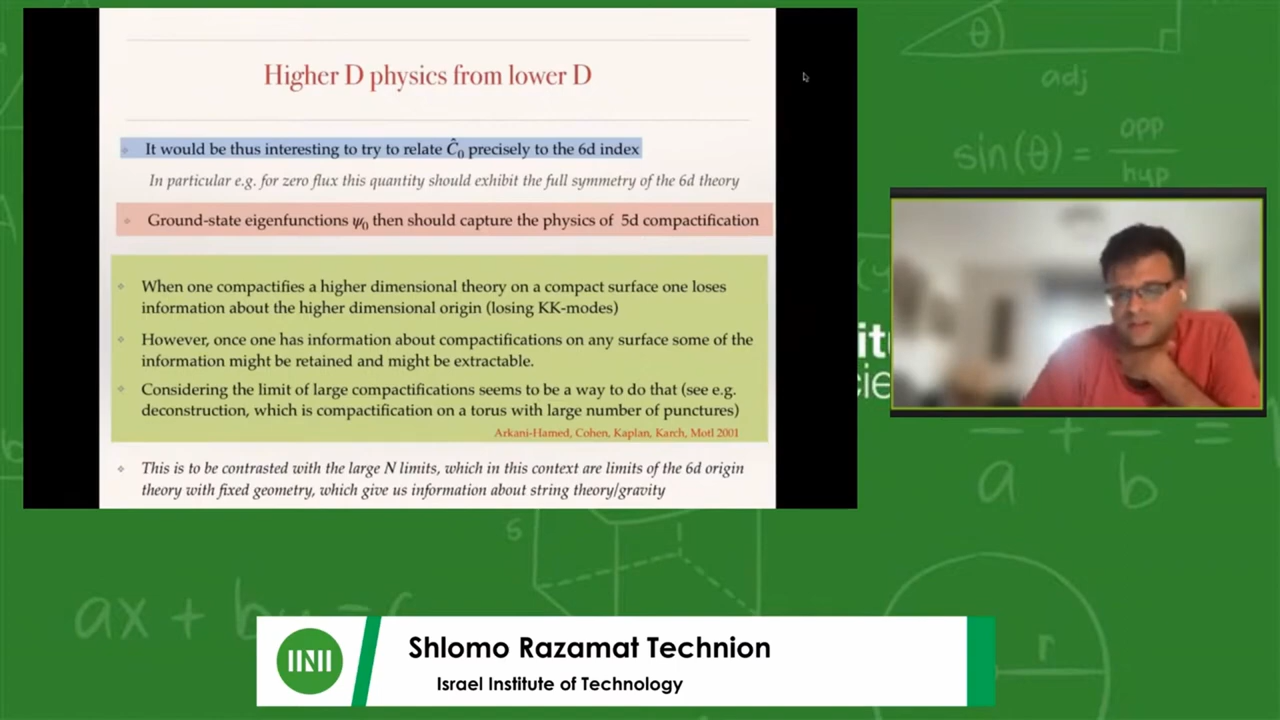 Higher D physics from lower D
It would be thus interesting to try to relate Ĉ₀ precisely to the 6d index
In particular e.g. for zero flux this quantity should exhibit the full symmetry of the 6d theory
Ground-state eigenfunctions ψ₀ then should capture the physics of 5d compactification
When one compactifies a higher dimensional theory on a compact surface one loses
information about the higher dimensional origin (losing KK-modes)
However, once one has information about compactifications on any surface some of the
information might be retained and might be extractable.
Considering the limit of large compactifications seems to be a way to do that (see e.g.
deconstruction, which is compactification on a torus with large number of punctures)
Arkani-Hamed, Cohen, Kaplan, Karch, Motl 2001
This is to be contrasted with the large N limits, which in this context are limits of the 6d origin
theory with fixed geometry, which give us information about string theory/gravity
θ
adj
sin(θ) = opp
hyp
a + b =
s
ax + by = c
r
Shlomo Razamat Technion
Israel Institute of Technology